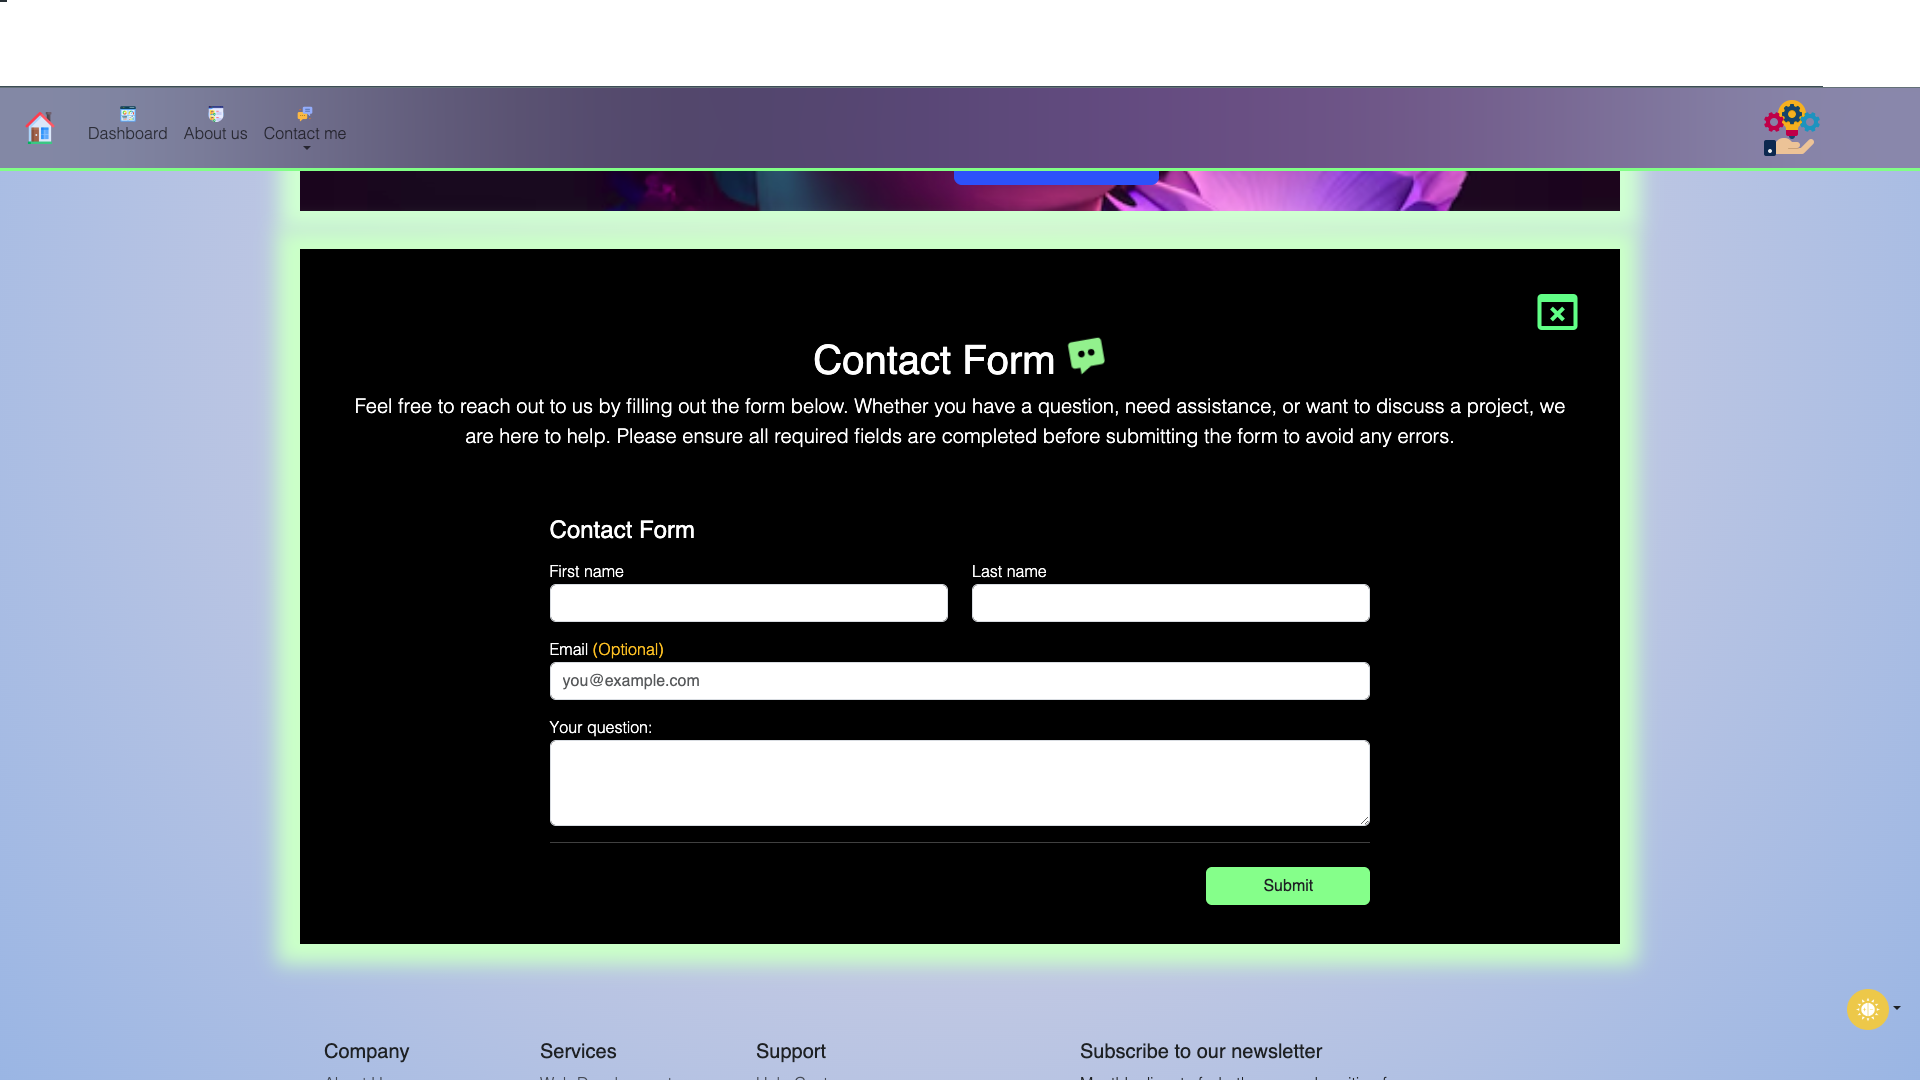 Dashboard
About us
Contact me
Contact Form
Feel free to reach out to us by filling out the form below. Whether you have a question, need assistance, or want to discuss a project, we
are here to help. Please ensure all required fields are completed before submitting the form to avoid any errors.
Contact Form
First name
Last name
Email (Optional)
you@example.com
Your question:
Submit
Company
Services
Support
Subscribe to our newsletter